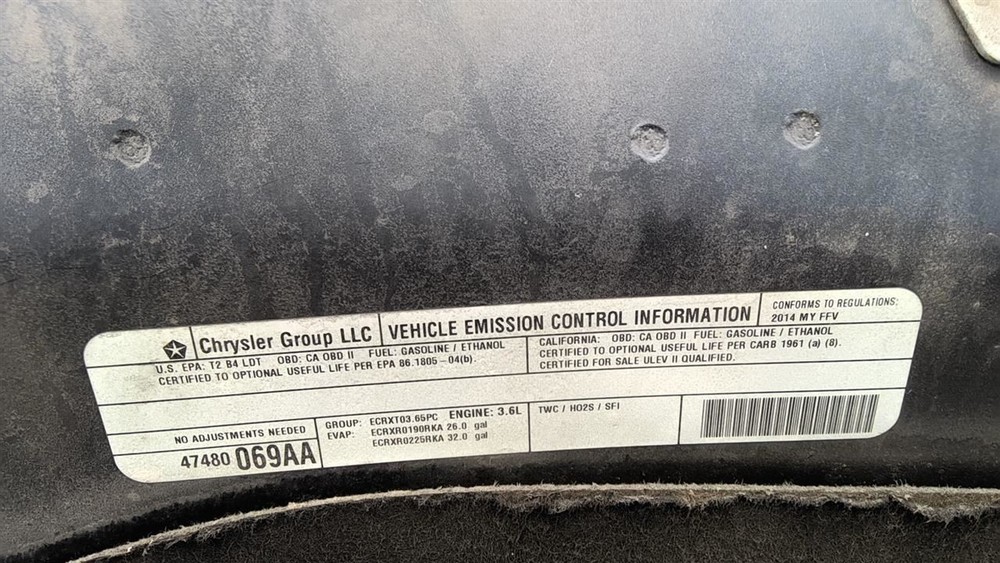 Chrysler Group LLC
VEHICLE EMISSION CONTROL INFORMATION
CONFORMS TO REGULATIONS:
2014 MY FFV
U.S. EPA: T2 B4 LDT OBD: CA OBD II FUEL: GASOLINE / ETHANOL
CERTIFIED TO OPTIONAL USEFUL LIFE PER EPA 86.1805-04(b).
CALIFORNIA: OBD: CA OBD II FUEL: GASOLINE / ETHANOL
CERTIFIED TO OPTIONAL USEFUL LIFE PER CARB 1961 (a) (8).
CERTIFIED FOR SALE ULEV II QUALIFIED.
NO ADJUSTMENTS NEEDED
47480 069AA
GROUP: ECRXT03.65PC ENGINE: 3.6L
EVAP: ECRXR0190RKA 26.0 gal
ECRXR0225RKA 32.0 gal
TWC / HO2S / SFI